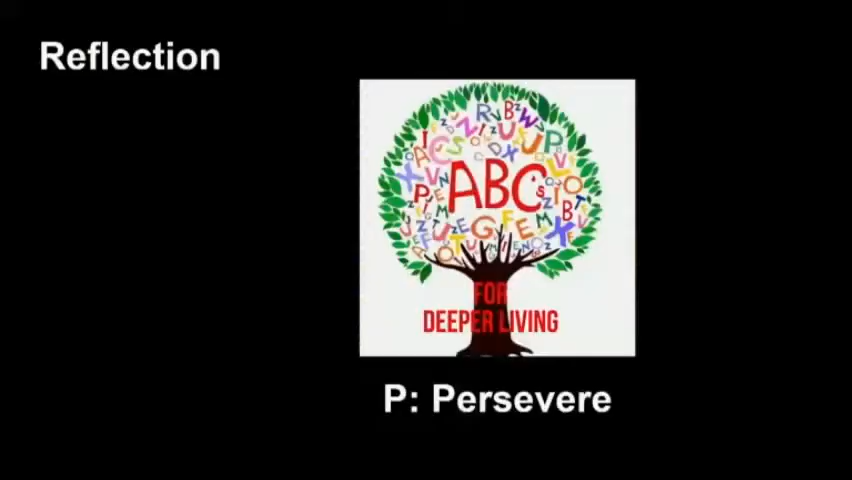 Reflection
ABC's
FOR
DEEPER LIVING
P: Persevere